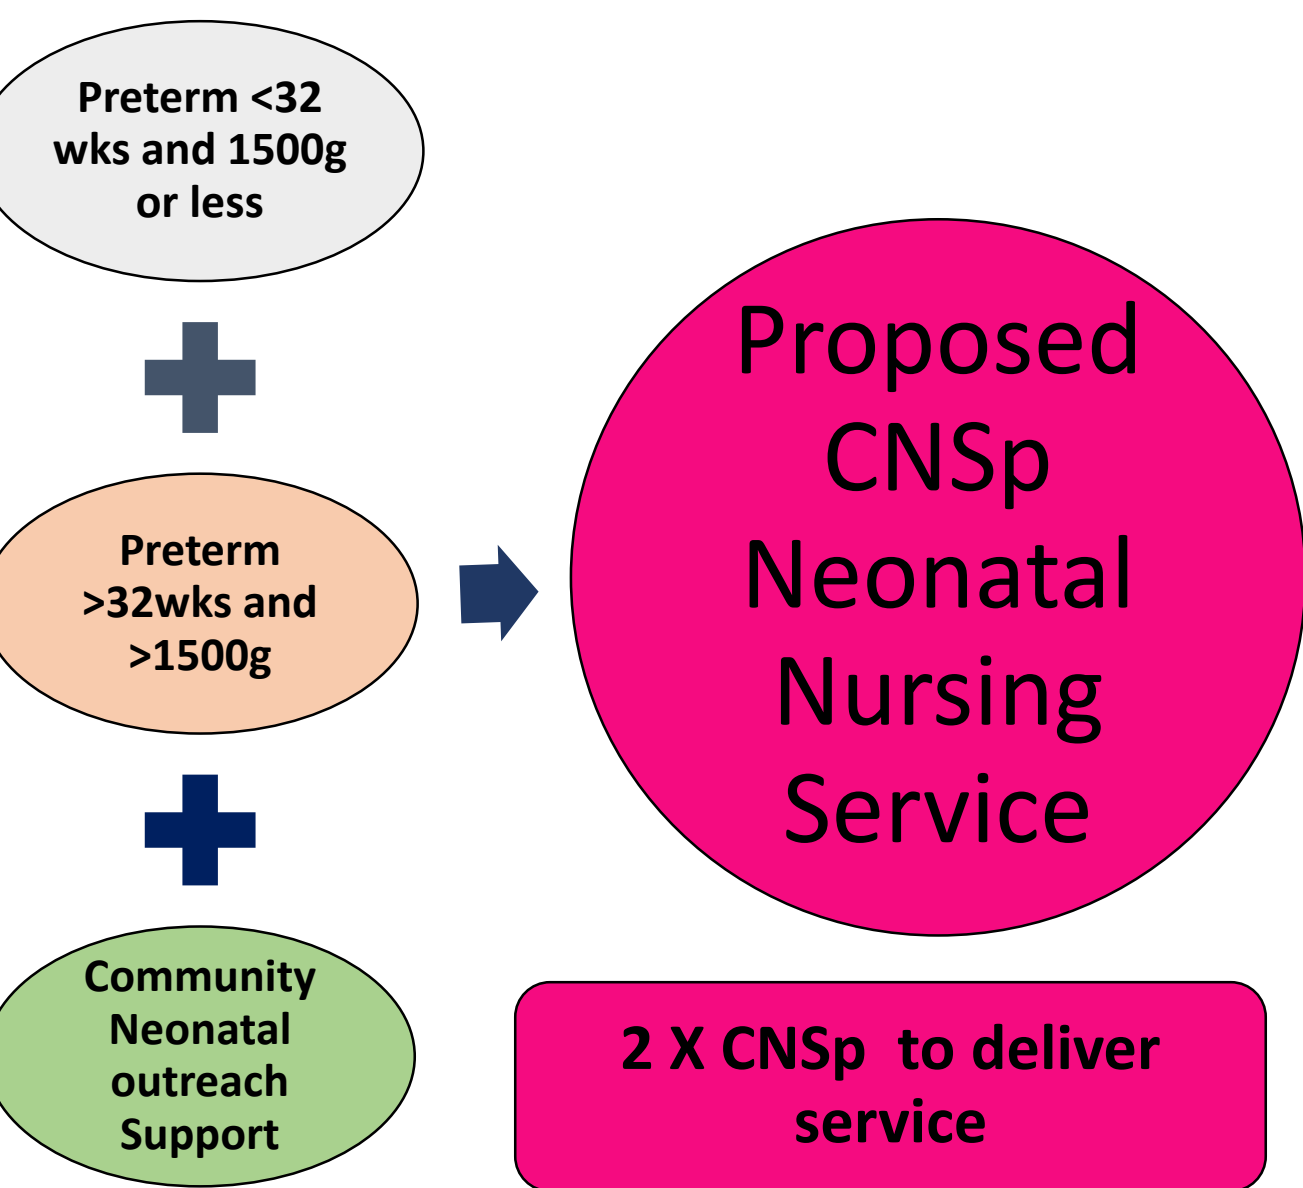 Preterm <32
wks and 1500g
or less
Preterm
>32wks and
>1500g
Community
Neonatal
outreach
Support
Proposed
CNSp
Neonatal
Nursing
Service
2 X CNSp to deliver
service